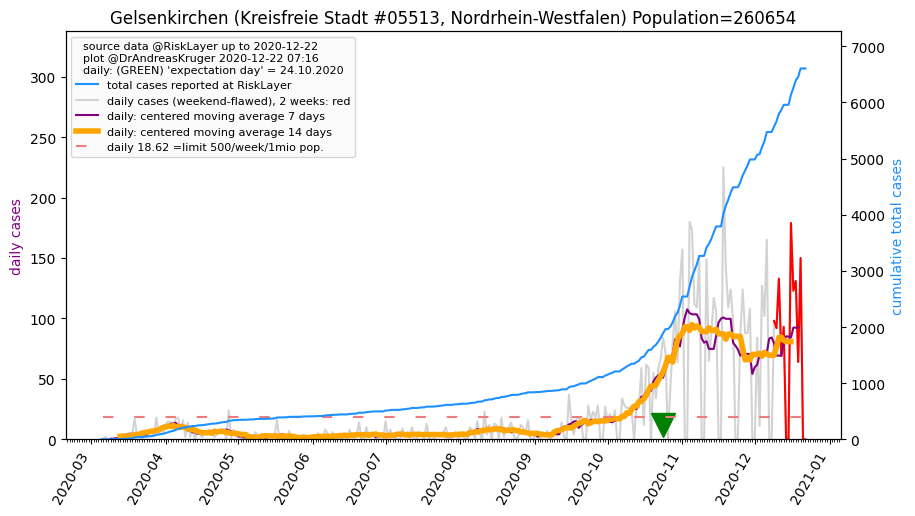 Gelsenkirchen (Kreisfreie Stadt #05513, Nordrhein-Westfalen) Population=260654
source data @RiskLayer up to 2020-12-22
plot @DrAndreasKruger 2020-12-22 07:16
daily: (GREEN) 'expectation day' = 24.10.2020
total cases reported at RiskLayer
daily cases (weekend-flawed), 2 weeks: red
daily: centered moving average 7 days
daily: centered moving average 14 days
daily 18.62 =limit 500/week/1mio pop.
daily cases
300
250
200
150
100
50
0
cumulative total cases
7000
6000
5000
4000
3000
2000
1000
0
2020-03
2020-04
2020-05
2020-06
2020-07
2020-08
2020-09
2020-10
2020-11
2020-12
2021-01